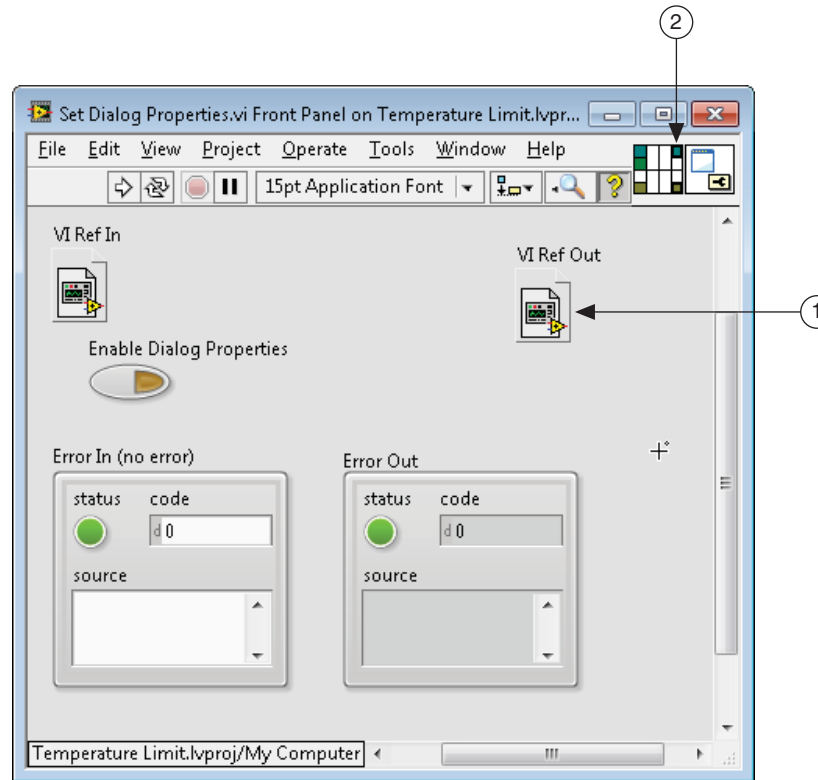 2
Set Dialog Properties.vi Front Panel on Temperature Limit.lvpr...
File Edit View Project Operate Tools Window Help
15pt Application Font
VI Ref In
VI Ref Out
1
Enable Dialog Properties
Error In (no error)
Error Out
status code
status code
d 0
d 0
source
source
Temperature Limit.lvproj/My Computer